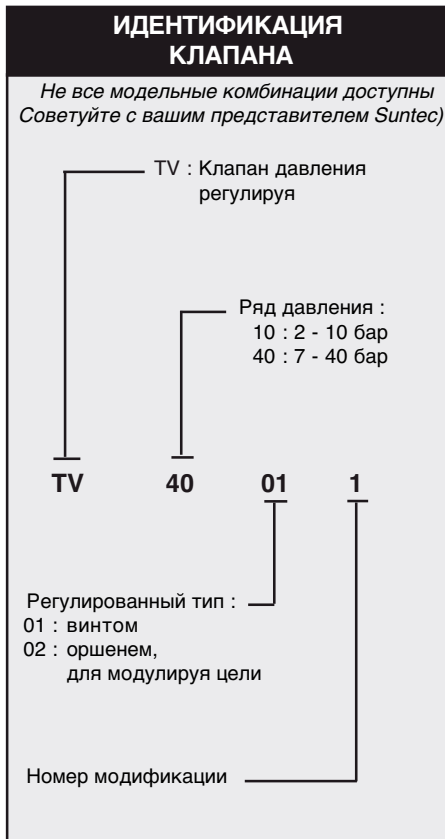 ИДЕНТИФИКАЦИЯ
КЛАПАНА
Не все модельные комбинации доступны
Советуйте с вашим представителем Suntec)
TV : Клапан давления
регулируя
Ряд давления :
10 : 2 - 10 бар
40 : 7 - 40 бар
TV 40 01 1
Регулированный тип :
01 : винтом
02 : оршенем,
для модулируя цели
Номер модификации